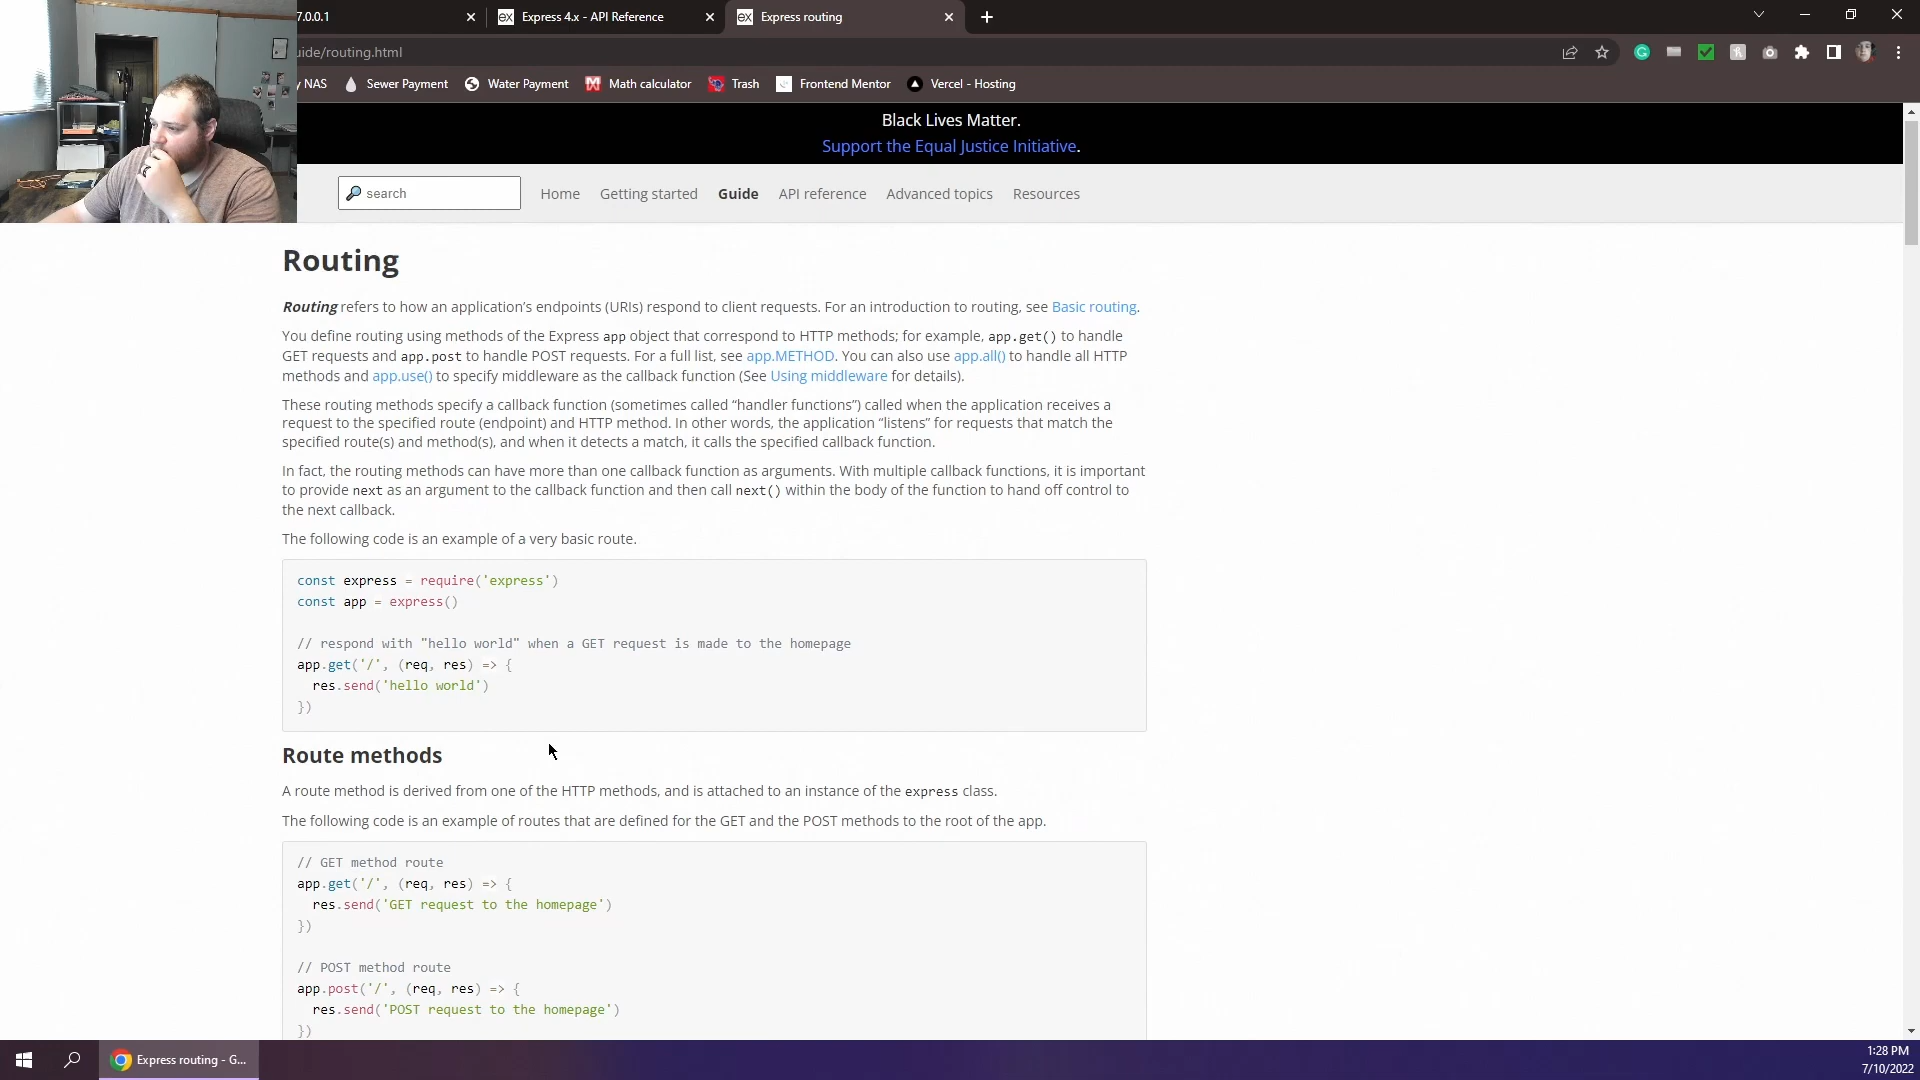 7.0.0.1
Express 4.x - API Reference
Express routing
uide/routing.html
y NAS
Sewer Payment
Water Payment
Math calculator
Trash
Frontend Mentor
Vercel - Hosting
Black Lives Matter.
Support the Equal Justice Initiative.
search
Home
Getting started
Guide
API reference
Advanced topics
Resources
Routing
Routing refers to how an application’s endpoints (URIs) respond to client requests. For an introduction to routing, see Basic routing.
You define routing using methods of the Express app object that correspond to HTTP methods; for example, app.get() to handle
GET requests and app.post to handle POST requests. For a full list, see app.METHOD. You can also use app.all() to handle all HTTP
methods and app.use() to specify middleware as the callback function (See Using middleware for details).
These routing methods specify a callback function (sometimes called “handler functions”) called when the application receives a
request to the specified route (endpoint) and HTTP method. In other words, the application “listens” for requests that match the
specified route(s) and method(s), and when it detects a match, it calls the specified callback function.
In fact, the routing methods can have more than one callback function as arguments. With multiple callback functions, it is important
to provide next as an argument to the callback function and then call next() within the body of the function to hand off control to
the next callback.
The following code is an example of a very basic route.
const express = require('express')
const app = express()
// respond with "hello world" when a GET request is made to the homepage
app.get('/', (req, res) => {
res.send('hello world')
})
Route methods
A route method is derived from one of the HTTP methods, and is attached to an instance of the express class.
The following code is an example of routes that are defined for the GET and the POST methods to the root of the app.
// GET method route
app.get('/', (req, res) => {
res.send('GET request to the homepage')
})
// POST method route
app.post('/', (req, res) => {
res.send('POST request to the homepage')
})
Express routing - G...
1:28 PM
7/10/2022